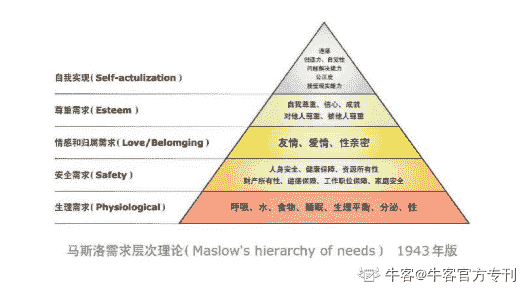 道德
创造力、自觉性
问题解决能力
公正度
接受现实能力
自我实现( Self-actulization )
自我尊重、信心、成就
对他人尊重、被他人尊重
尊重需求( Esteem )
友情、爱情、性亲密
情感和归属需求( Love/Belomging)
人身安全、健康保障、资源所有性
财产所有性、道德保障、工作职位保障、家庭安全
安全需求( Safety )
呼吸、水、食物、睡眠、生理平衡、分泌、性
生理需求( Physiological )
马斯洛需求层次理论( Maslow's hierarchy of needs ) 1943年版
牛客@牛客官方专刊